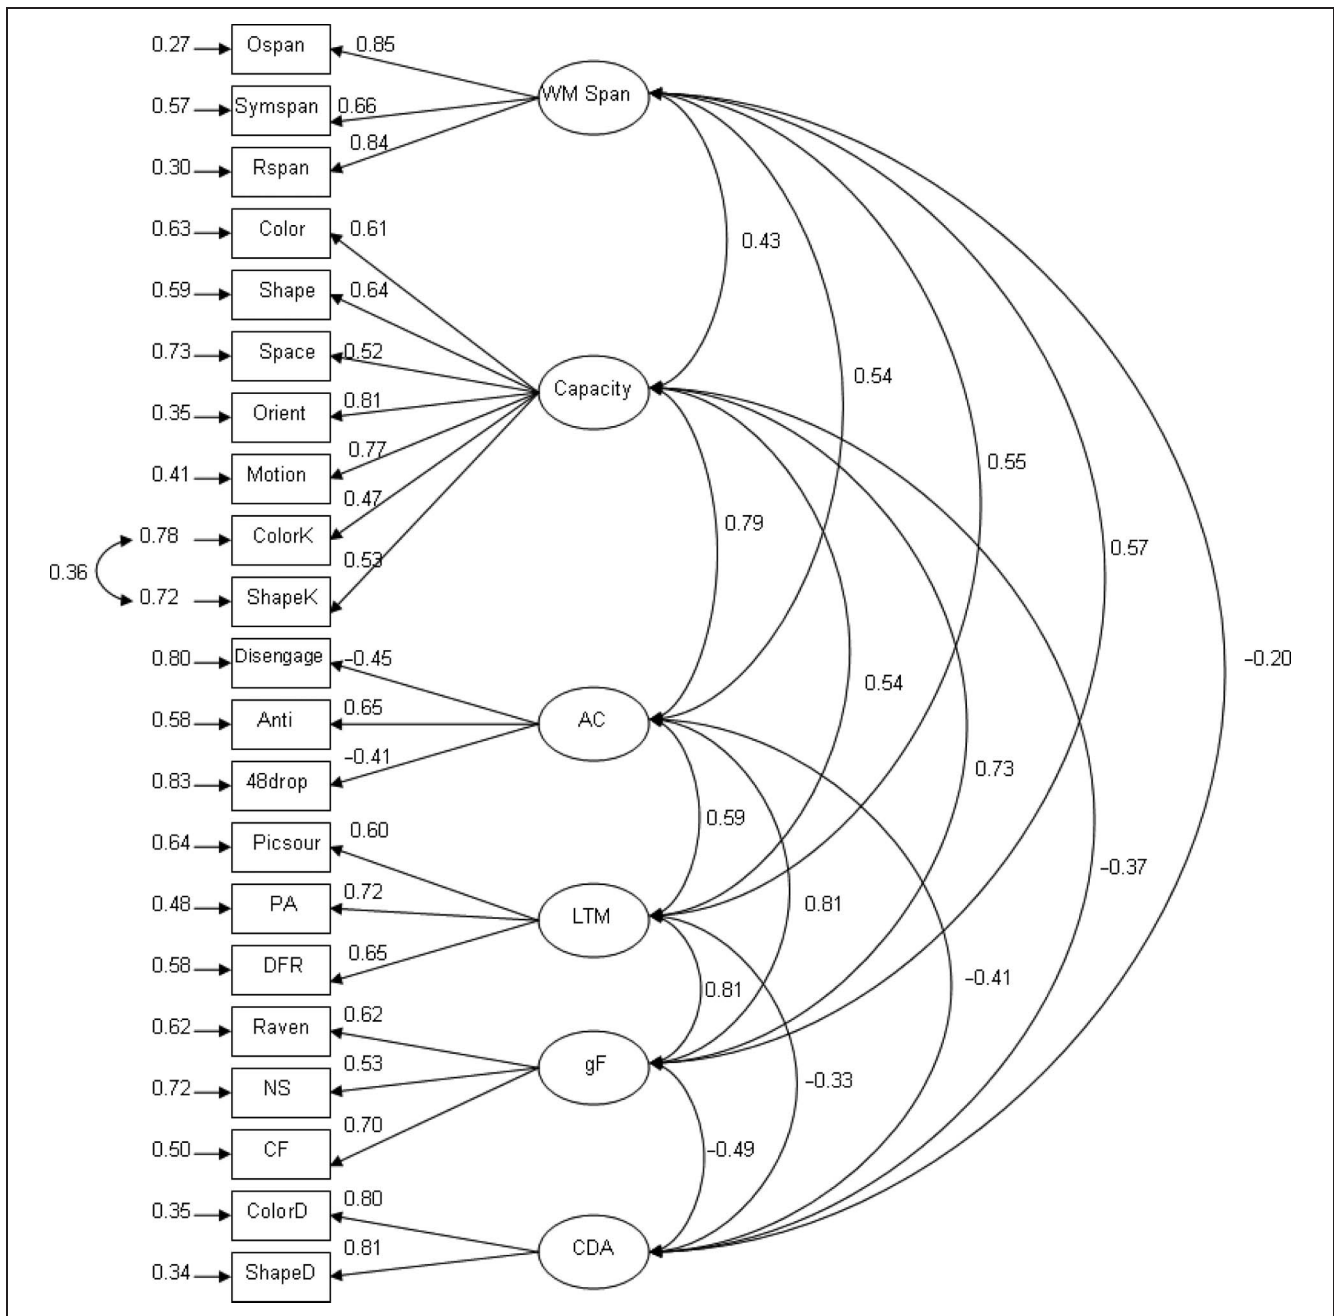 0.27 Ospan 0.85
WM Span
0.57 Symspan 0.66
0.84
0.30 Rspan
0.63 Color 0.61
0.43
0.59 Shape 0.64
0.73 Space 0.52
0.54
Capacity
0.35 Orient 0.81
0.77
0.41 Motion
0.55
0.47
0.79
0.78 ColorK
0.57
0.53
0.36
0.72 ShapeK
0.80 Disengage -0.45
-0.20
0.54
0.58 Anti 0.65
AC
-0.41
0.73
0.83 48drop
0.59
0.64 Picsour 0.60
-0.37
0.48 PA 0.72
0.81
LTM
0.65
0.58 DFR
-0.41
0.81
0.62 Raven 0.62
0.53
gF
-0.33
0.72 NS
0.70
0.50 CF
-0.49
0.35 ColorD 0.80
0.81
CDA
0.34 ShapeD